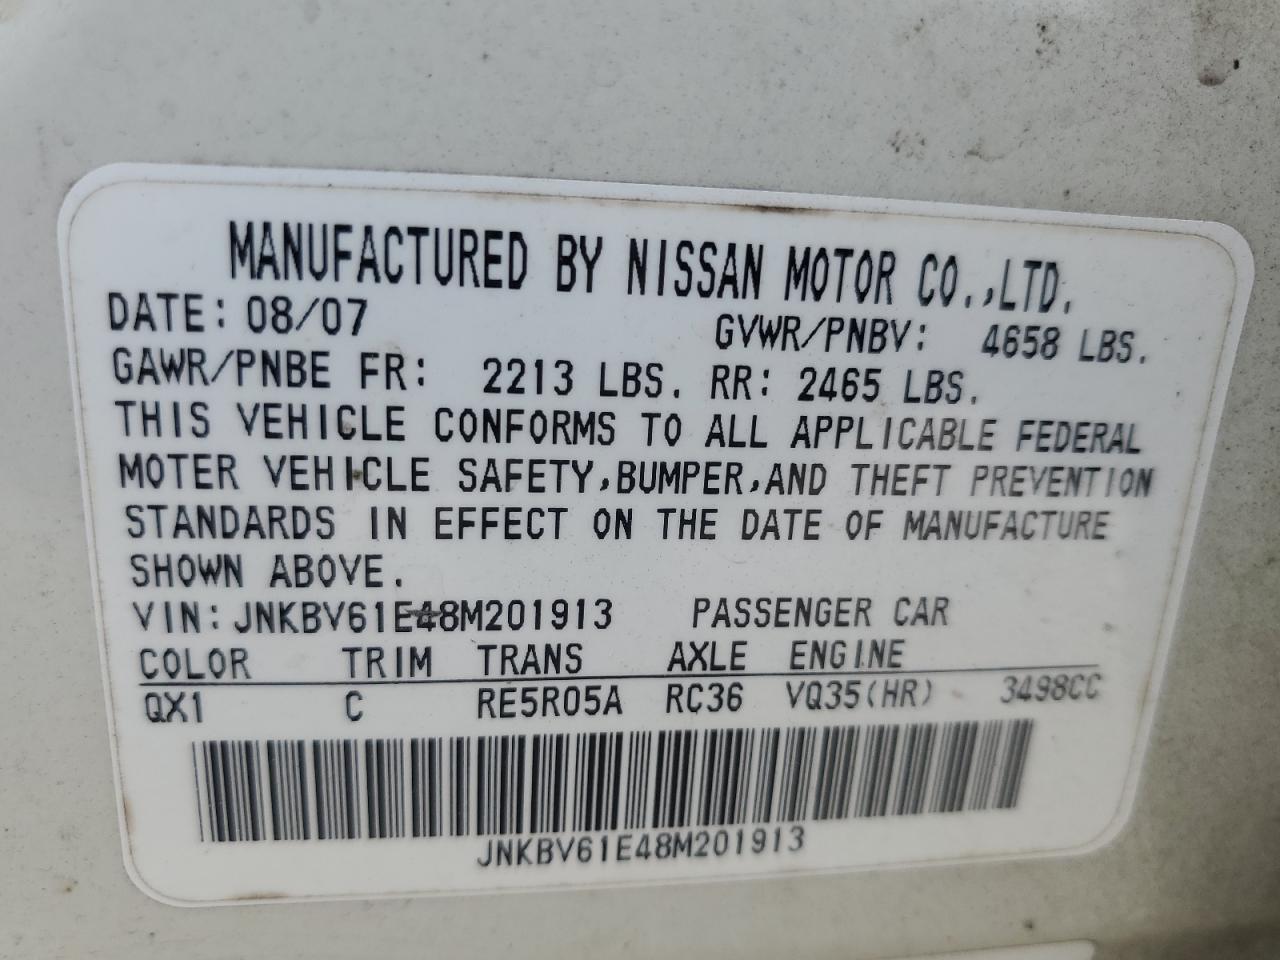 MANUFACTURED BY NISSAN MOTOR CO.,LTD.
DATE: 08/07 GVWR/PNBV: 4658 LBS.
GAWR/PNBE FR: 2213 LBS. RR: 2465 LBS.
THIS VEHICLE CONFORMS TO ALL APPLICABLE FEDERAL
MOTER VEHICLE SAFETY,BUMPER,AND THEFT PREVENTION
STANDARDS IN EFFECT ON THE DATE OF MANUFACTURE
SHOWN ABOVE.
VIN: JNKBV61E48M201913 PASSENGER CAR
COLOR TRIM TRANS AXLE ENGINE
QX1 C RE5R05A RC36 VQ35(HR) 3498CC
JNKBV61E48M201913